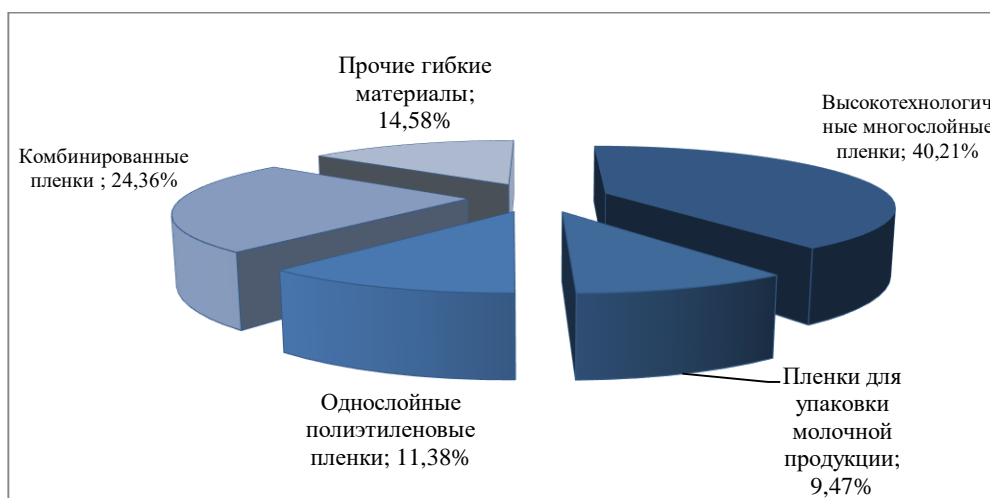 Прочие гибкие
материалы;
14,58%
Высокотехнологич
ные многослойные
пленки; 40,21%
Комбинированные
пленки ; 24,36%
Однослойные
полиэтиленовые
пленки; 11,38%
Пленки для
упаковки
молочной
продукции;
9,47%